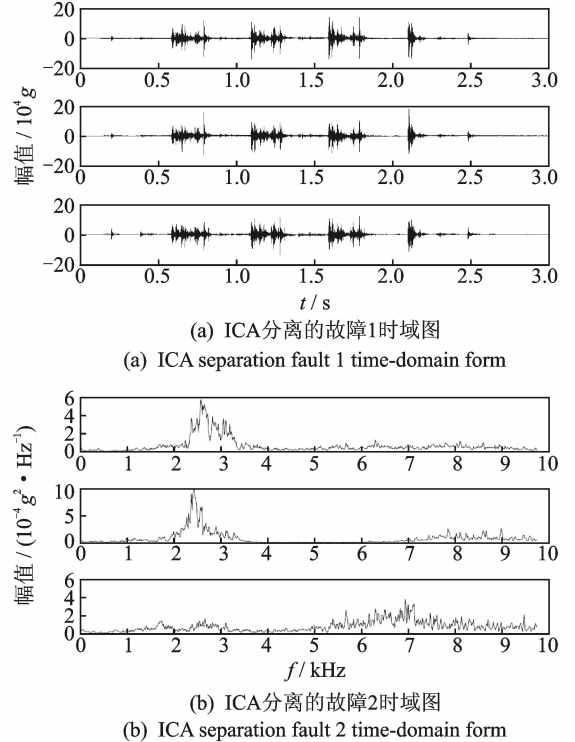 20
0
−20
0 0.5 1.0 1.5 2.0 2.5 3.0
20
0
−20
0 0.5 1.0 1.5 2.0 2.5 3.0
20
0
−20
0 0.5 1.0 1.5 2.0 2.5 3.0
幅值 / 10⁴g
t / s
(a) ICA分离的故障1时域图
(a) ICA separation fault 1 time-domain form
6
4
2
0
0 1 2 3 4 5 6 7 8 9 10
10
5
0
0 1 2 3 4 5 6 7 8 9 10
6
4
2
0
0 1 2 3 4 5 6 7 8 9 10
幅值 / (10⁻⁴g²·Hz⁻¹)
f / kHz
(b) ICA分离的故障2时域图
(b) ICA separation fault 2 time-domain form